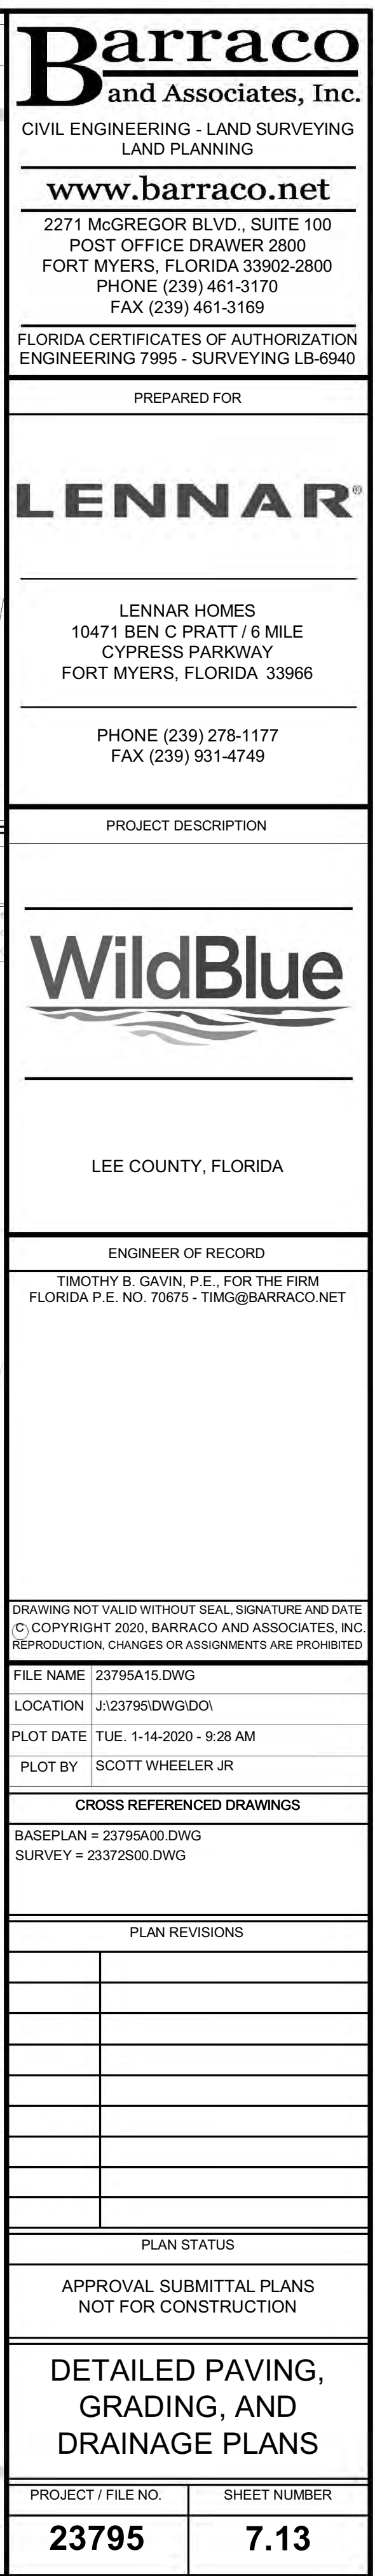 Barraco
and Associates, Inc.
CIVIL ENGINEERING - LAND SURVEYING
LAND PLANNING
www.barraco.net
2271 McGREGOR BLVD., SUITE 100
POST OFFICE DRAWER 2800
FORT MYERS, FLORIDA 33902-2800
PHONE (239) 461-3170
FAX (239) 461-3169
FLORIDA CERTIFICATES OF AUTHORIZATION
ENGINEERING 7995 - SURVEYING LB-6940
PREPARED FOR
LENNAR®
LENNAR HOMES
10471 BEN C PRATT / 6 MILE
CYPRESS PARKWAY
FORT MYERS, FLORIDA 33966
PHONE (239) 278-1177
FAX (239) 931-4749
PROJECT DESCRIPTION
WildBlue
LEE COUNTY, FLORIDA
ENGINEER OF RECORD
TIMOTHY B. GAVIN, P.E., FOR THE FIRM
FLORIDA P.E. NO. 70675 - TIMG@BARRACO.NET
DRAWING NOT VALID WITHOUT SEAL, SIGNATURE AND DATE
© COPYRIGHT 2020, BARRACO AND ASSOCIATES, INC.
REPRODUCTION, CHANGES OR ASSIGNMENTS ARE PROHIBITED
FILE NAME 23795A15.DWG
LOCATION J:\23795\DWG\DO\
PLOT DATE TUE. 1-14-2020 - 9:28 AM
PLOT BY SCOTT WHEELER JR
CROSS REFERENCED DRAWINGS
BASEPLAN = 23795A00.DWG
SURVEY = 23372S00.DWG
PLAN REVISIONS
PLAN STATUS
APPROVAL SUBMITTAL PLANS
NOT FOR CONSTRUCTION
DETAILED PAVING,
GRADING, AND
DRAINAGE PLANS
PROJECT / FILE NO. SHEET NUMBER
23795 7.13